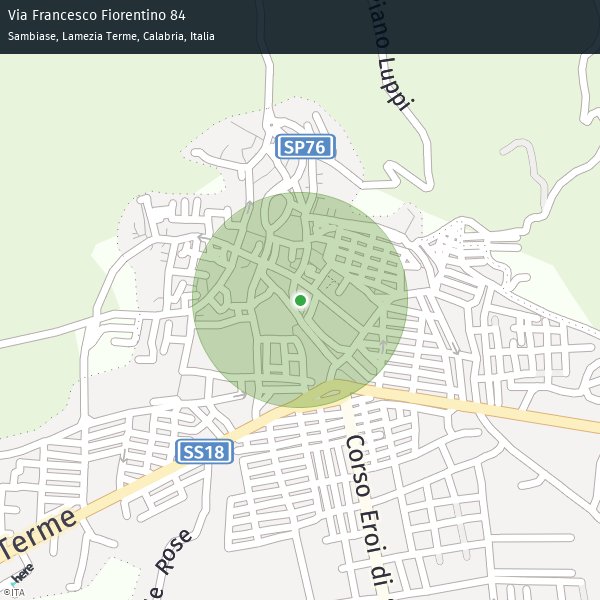 Via Francesco Fiorentino 84
Sambiase, Lamezia Terme, Calabria, Italia
iano Luppi
SP76
SS18
Corso Eroi di
Terme
e Rose
here
©ITA